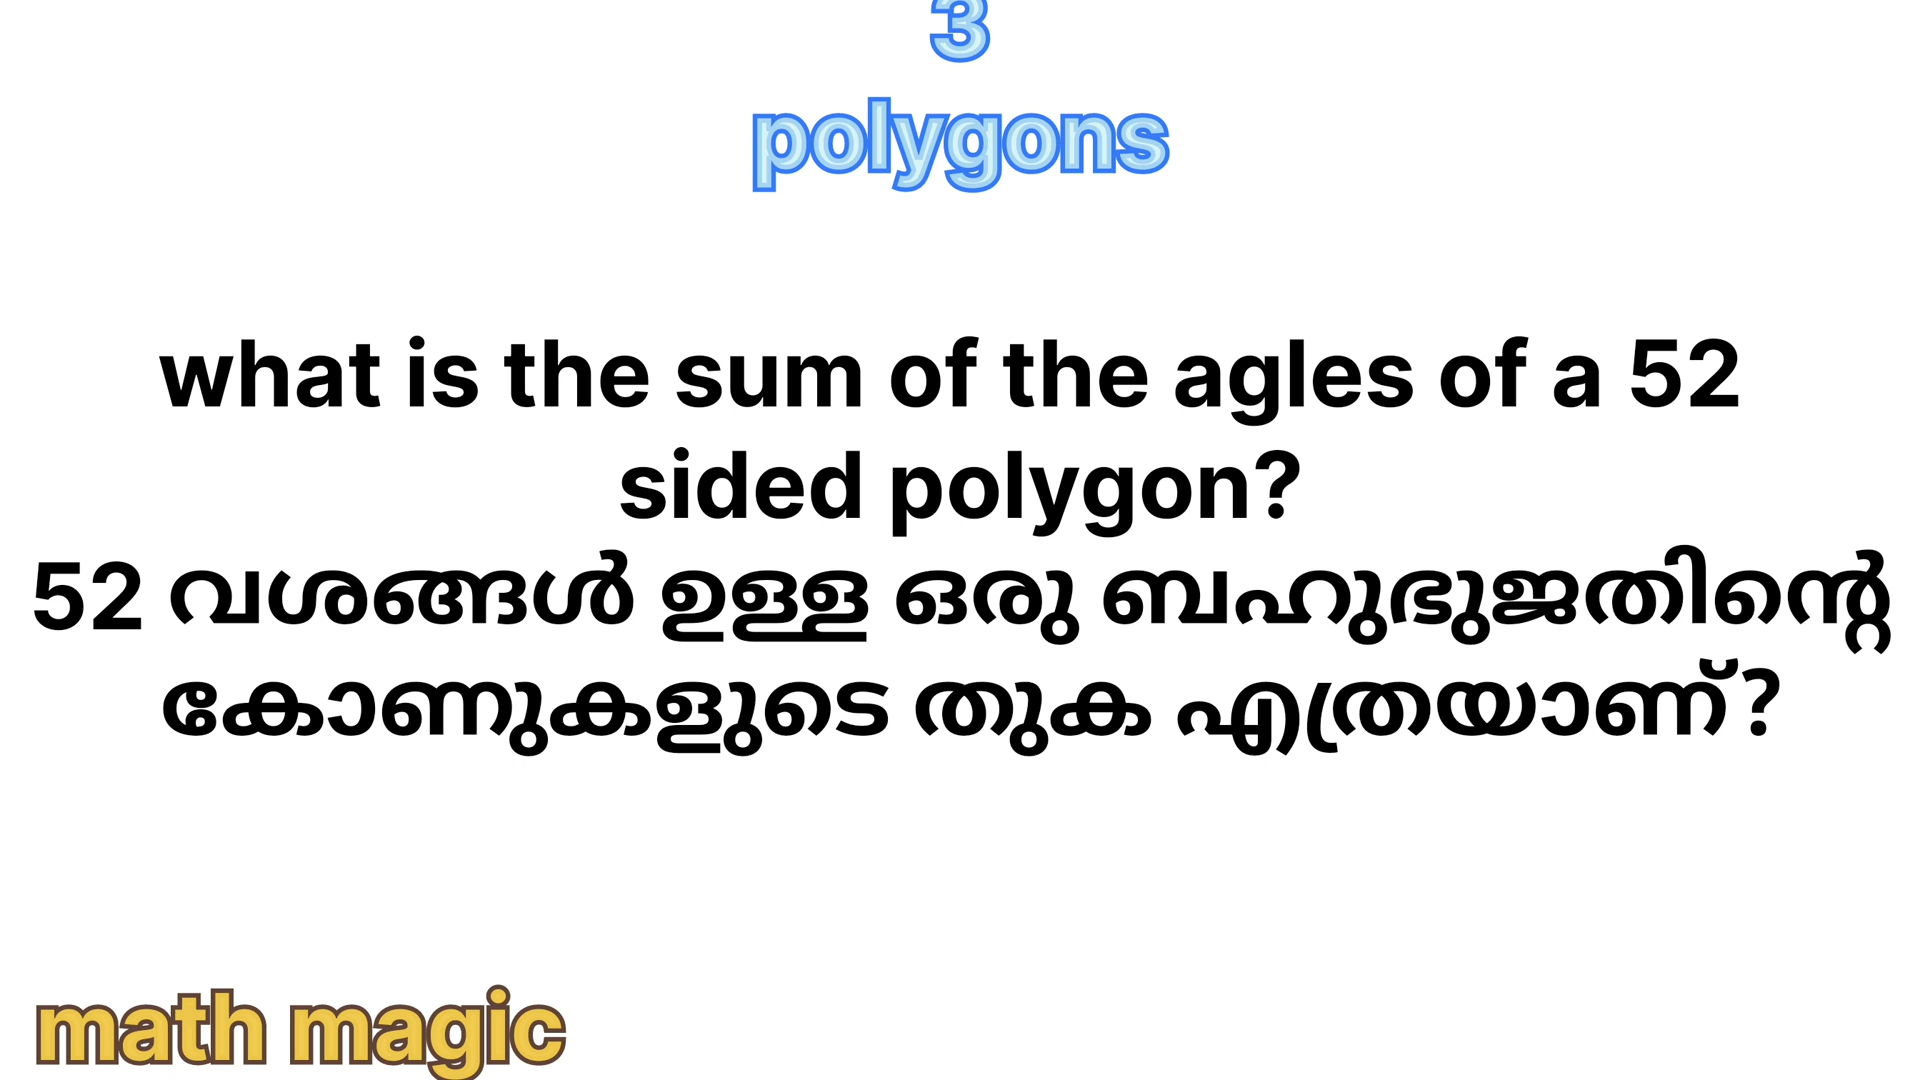 3
polygons
what is the sum of the agles of a 52
sided polygon?
52 വശങ്ങൾ ഉള്ള ഒരു ബഹുഭുജതിന്റെ
കോണുകളുടെ തുക എത്രയാണ്?
math magic